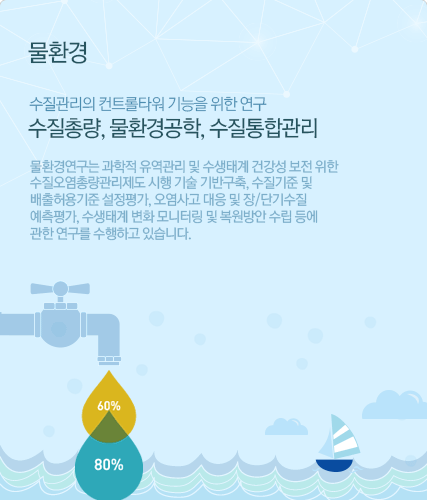 물환경
수질관리의 컨트롤타워 기능을 위한 연구
수질총량, 물환경공학, 수질통합관리
물환경연구는 과학적 유역관리 및 수생태계 건강성 보전 위한
수질오염총량관리제도 시행 기술 기반구축, 수질기준 및
배출허용기준 설정평가, 오염사고 대응 및 장/단기수질
예측평가, 수생태계 변화 모니터링 및 복원방안 수립 등에
관한 연구를 수행하고 있습니다.
60%
80%